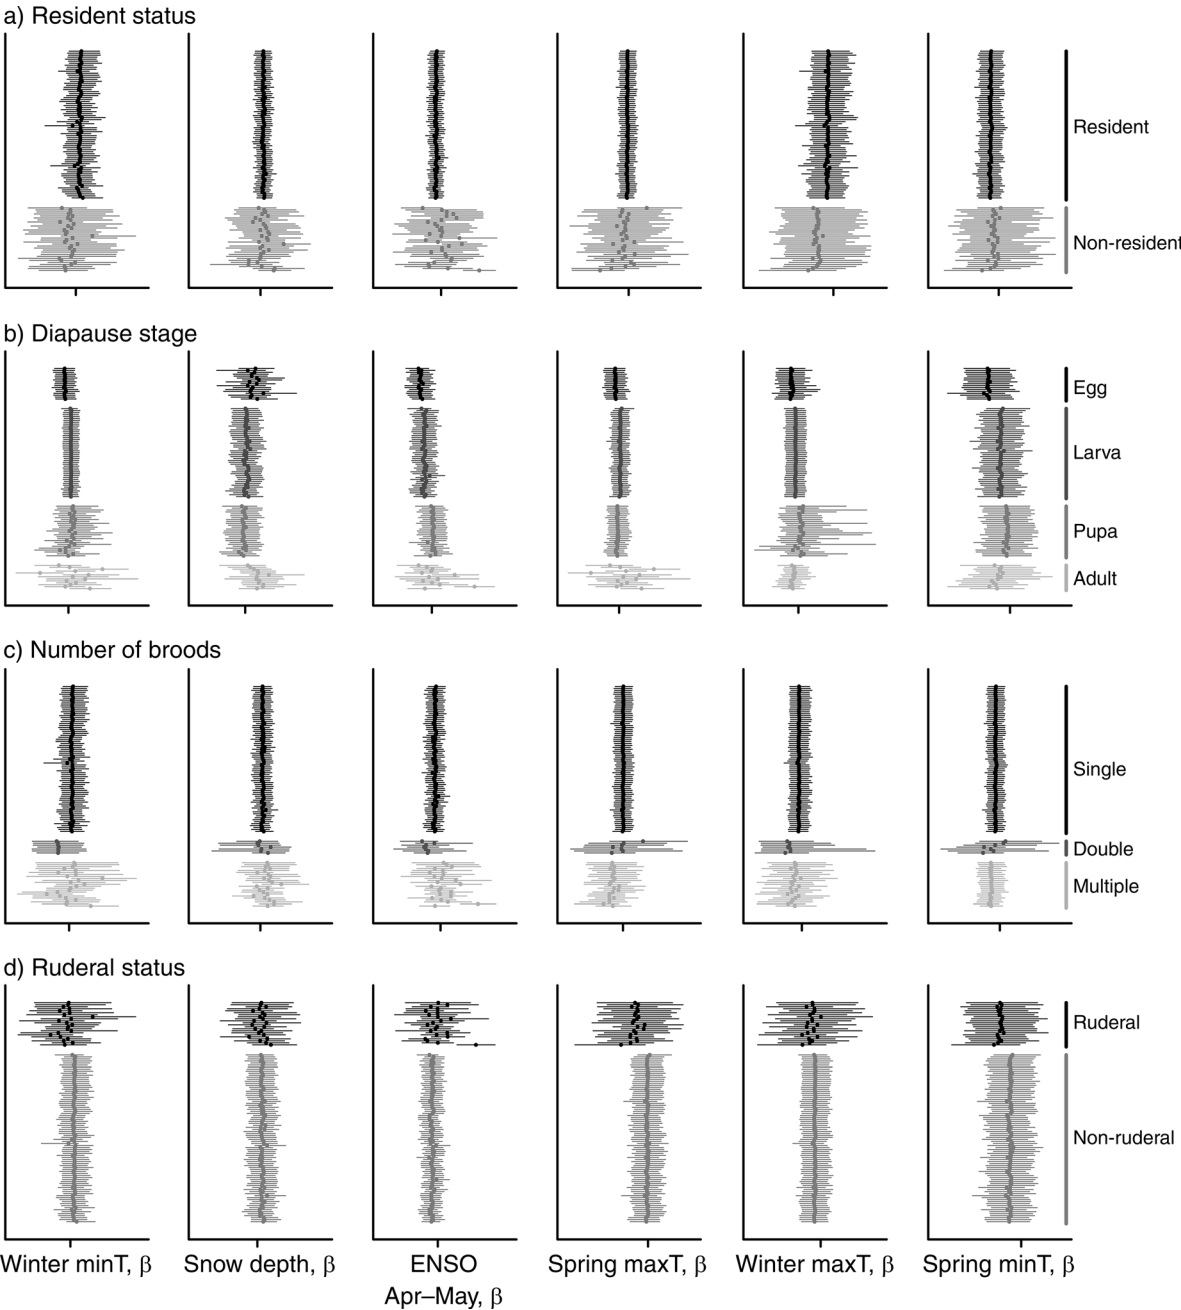 a) Resident status
Resident
Non-resident
b) Diapause stage
Egg
Larva
Pupa
Adult
c) Number of broods
Single
Double
Multiple
d) Ruderal status
Ruderal
Non-ruderal
Winter minT, β Snow depth, β ENSO Apr–May, β Spring maxT, β Winter maxT, β Spring minT, β